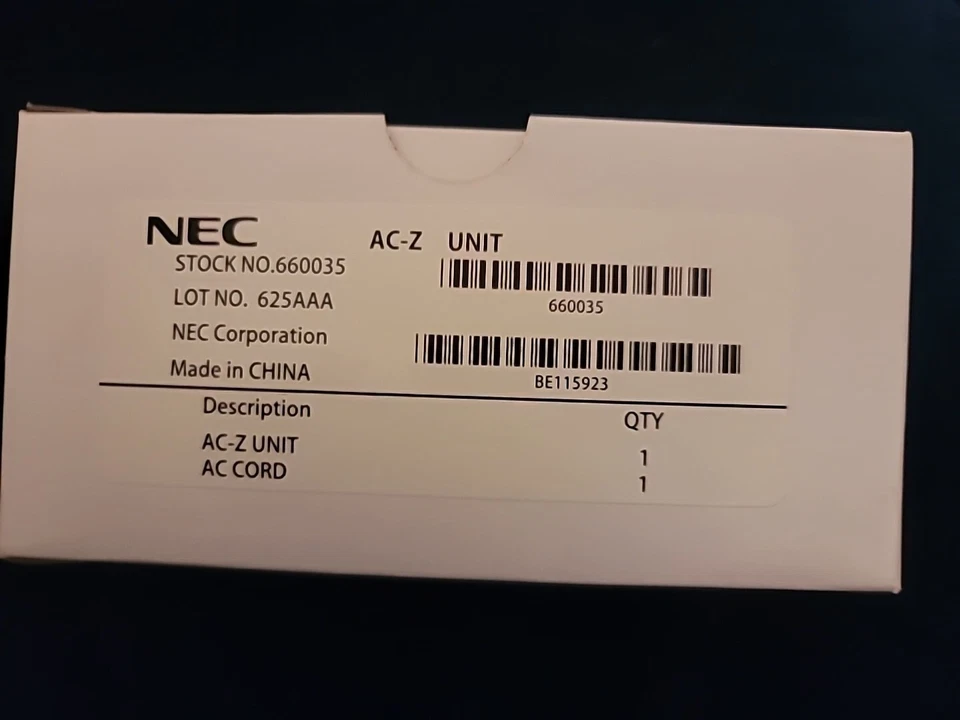 NEC AC-Z UNIT
STOCK NO.660035
660035
LOT NO. 625AAA
NEC Corporation
BE115923
Made in CHINA
Description QTY
AC-Z UNIT 1
AC CORD 1